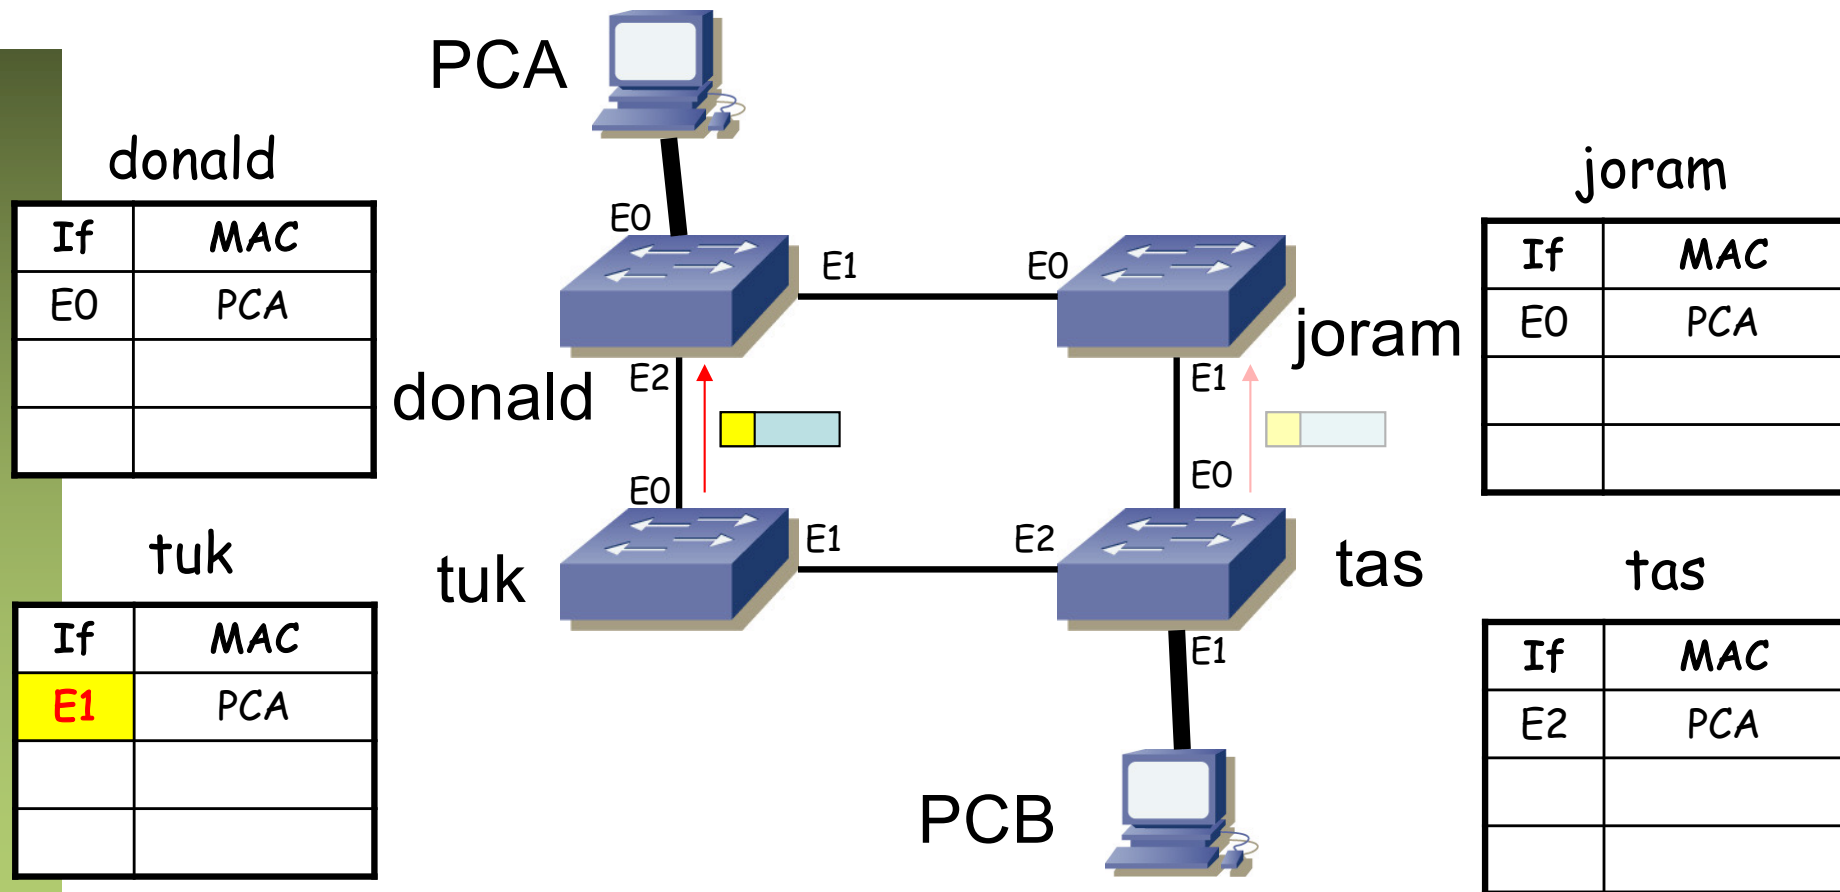 PCA
donald
If MAC
E0 PCA
joram
If MAC
E0 PCA
E0
E1
E0
joram
donald
E2
E1
E0
E0
tuk
E1
E2
tas
E1
PCB
tuk
If MAC
E1 PCA
tas
If MAC
E2 PCA